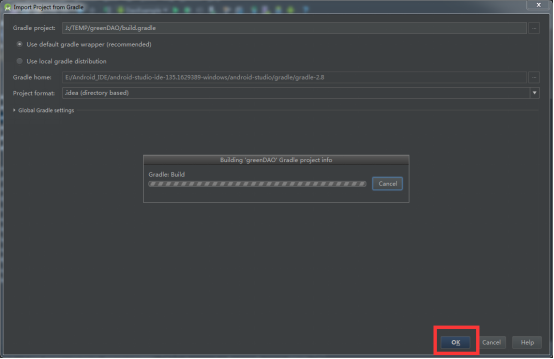 Import Project from Gradle
Gradle project: /c/TEMP/greenDAO/build.gradle
Use default gradle wrapper (recommended)
Use local gradle distribution
Gradle home: E:/Android_IDE/android-studio-ide-135.1629389-windows/android-studio/gradle/gradle-2.8
Project format: .idea (directory based)
Global Gradle settings
Building 'greenDAO' Gradle project info
Gradle: Build
Cancel
OK Cancel Help